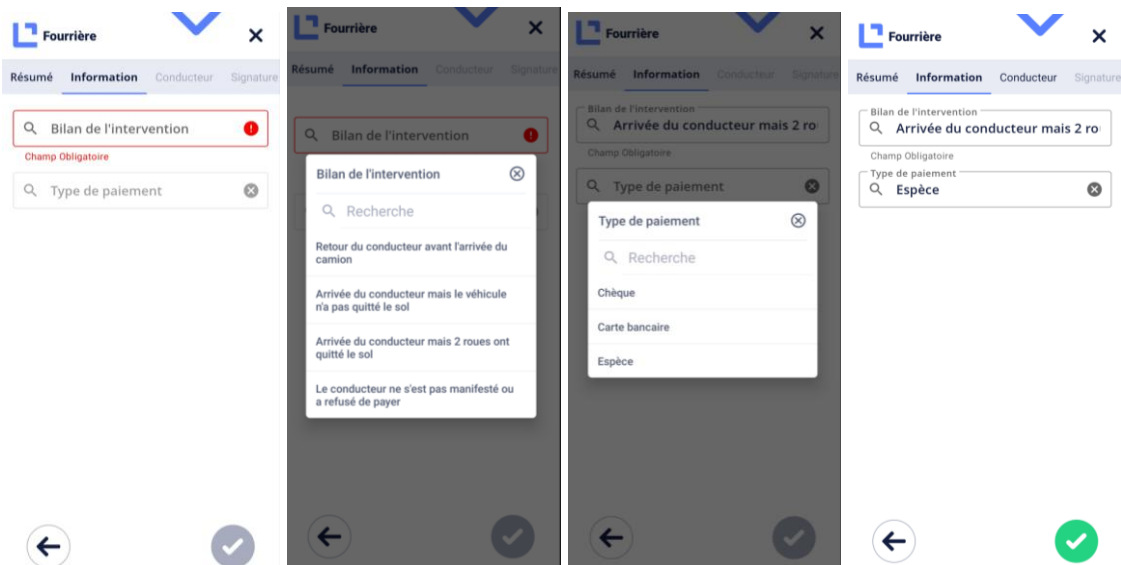 Fourrière
Résumé Information Conducteur Signature
Bilan de l'intervention
Champ Obligatoire
Type de paiement
Fourrière
Résumé Information Conducteur Signature
Bilan de l'intervention
Bilan de l'intervention
Recherche
Retour du conducteur avant l'arrivée du
camion
Arrivée du conducteur mais le véhicule
n'a pas quitté le sol
Arrivée du conducteur mais 2 roues ont
quitté le sol
Le conducteur ne s'est pas manifesté ou
a refusé de payer
Fourrière
Résumé Information Conducteur Signature
Bilan de l'intervention
Arrivée du conducteur mais 2 ro
Champ Obligatoire
Type de paiement
Type de paiement
Recherche
Chèque
Carte bancaire
Espèce
Fourrière
Résumé Information Conducteur Signature
Bilan de l'intervention
Arrivée du conducteur mais 2 ro
Champ Obligatoire
Type de paiement
Espèce